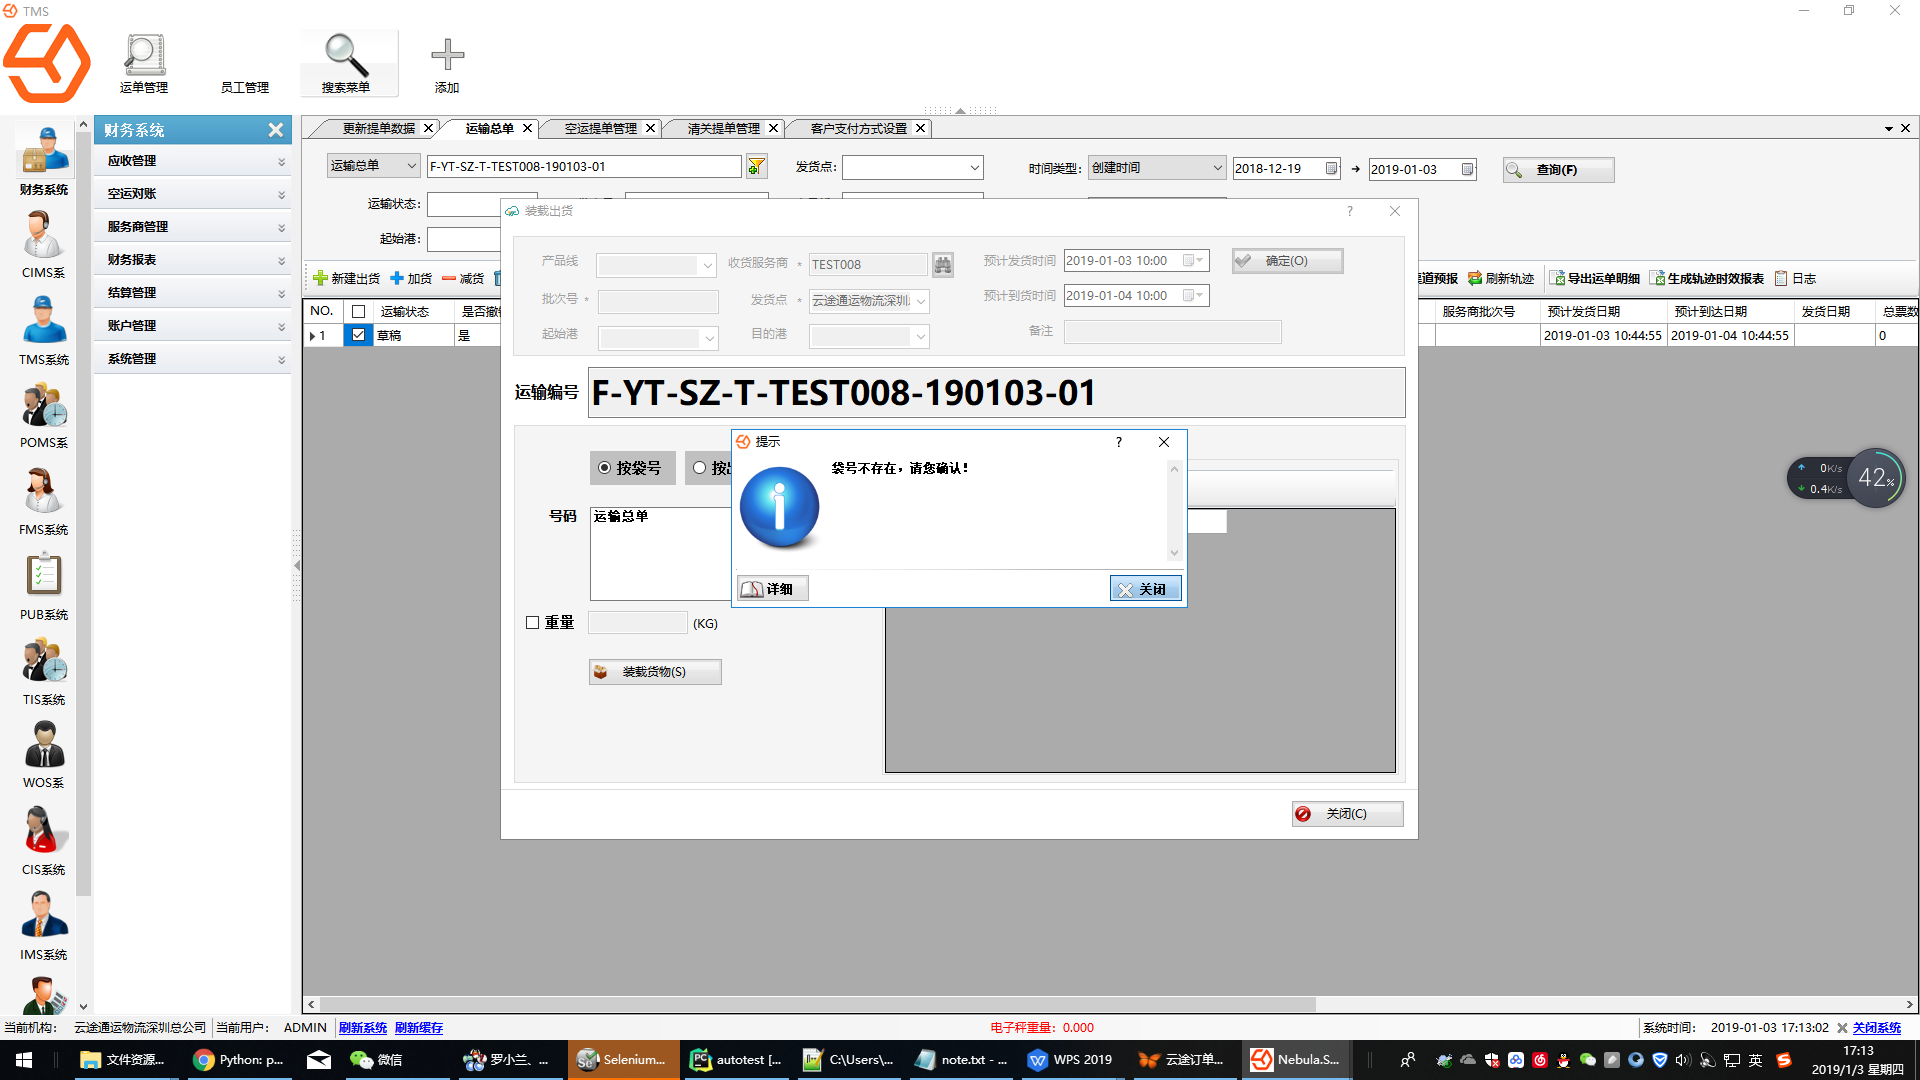 TMS
运单管理
员工管理
搜索菜单
添加
财务系统
CIMS系
TMS系统
POMS系
FMS系统
PUB系统
TIS系统
WOS系
CIS系统
IMS系统
财务系统
应收管理
空运对账
服务商管理
财务报表
结算管理
账户管理
系统管理
更新提单数据
运输总单
空运提单管理
清关提单管理
客户支付方式设置
运输总单
F-YT-SZ-T-TEST008-190103-01
发货点:
时间类型:
创建时间
2018-12-19
2019-01-03
查询(F)
运输状态:
起始港:
新建出货
加货
减货
道预报
刷新轨迹
导出运单明细
生成轨迹时效报表
日志
NO.
运输状态
是否撤
服务商批次号
预计发货日期
预计到达日期
发货日期
总票数
1
草稿
是
2019-01-03 10:44:55
2019-01-04 10:44:55
0
装载出货
?
产品线
收货服务商 *
TEST008
预计发货时间
2019-01-03 10:00
确定(O)
批次号 *
发货点 *
云途通运物流深圳
预计到货时间
2019-01-04 10:00
起始港
目的港
备注
运输编号
F-YT-SZ-T-TEST008-190103-01
按袋号
按
号码
运输总单
重量
(KG)
装载货物(S)
关闭(C)
提示
?
袋号不存在，请您确认!
详细
关闭
0K/s
0.4K/s
42%
当前机构:
云途通运物流深圳总公司
当前用户:
ADMIN
刷新系统
刷新缓存
电子秤重量: 0.000
系统时间:
2019-01-03 17:13:02
关闭系统
文件资源...
Python: p...
微信
罗小兰、...
Selenium...
autotest [...
C:\Users\...
note.txt - ...
WPS 2019
云途订单...
Nebula.S...
英
17:13
2019/1/3 星期四